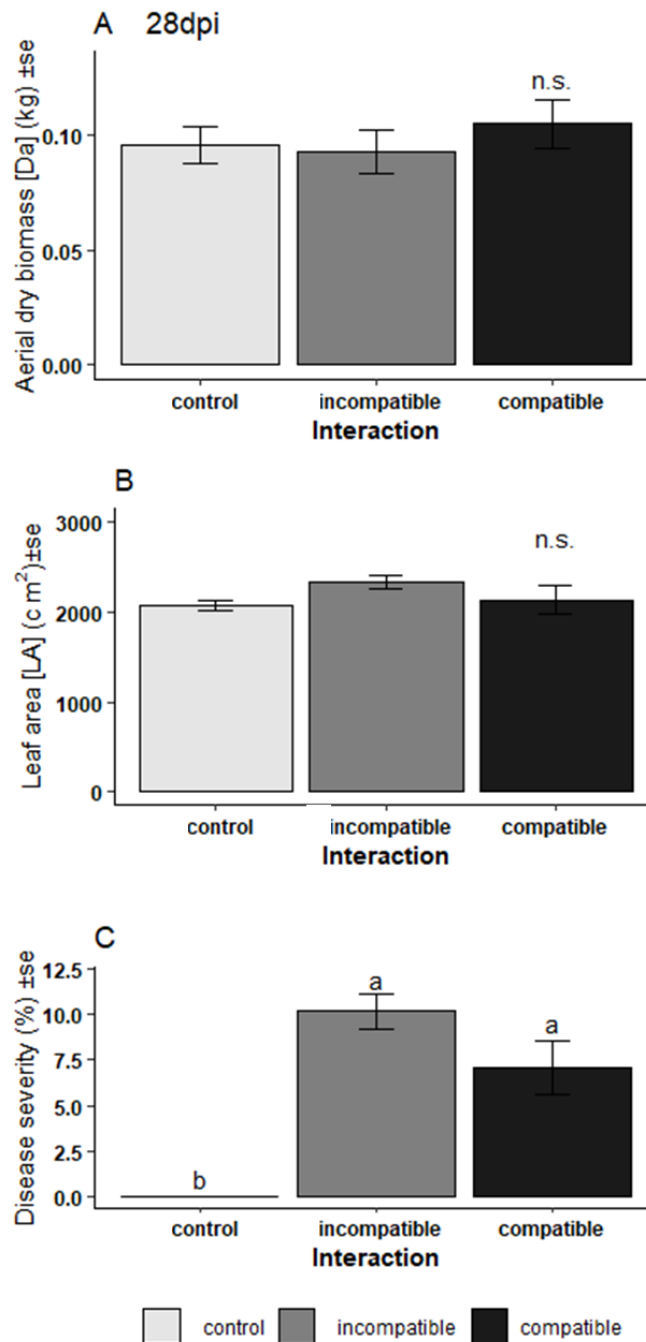 A 28dpi
Aerial dry biomass [Da] (kg) ±se
n.s.
0.10
0.05
0.00
control incompatible compatible
Interaction
B
Leaf area [LA] (c m²)±se
3000
n.s.
2000
1000
0
control incompatible compatible
Interaction
C
Disease severity (%) ±se
12.5
a
10.0
a
7.5
5.0
2.5
b
0.0
control incompatible compatible
Interaction
control incompatible compatible